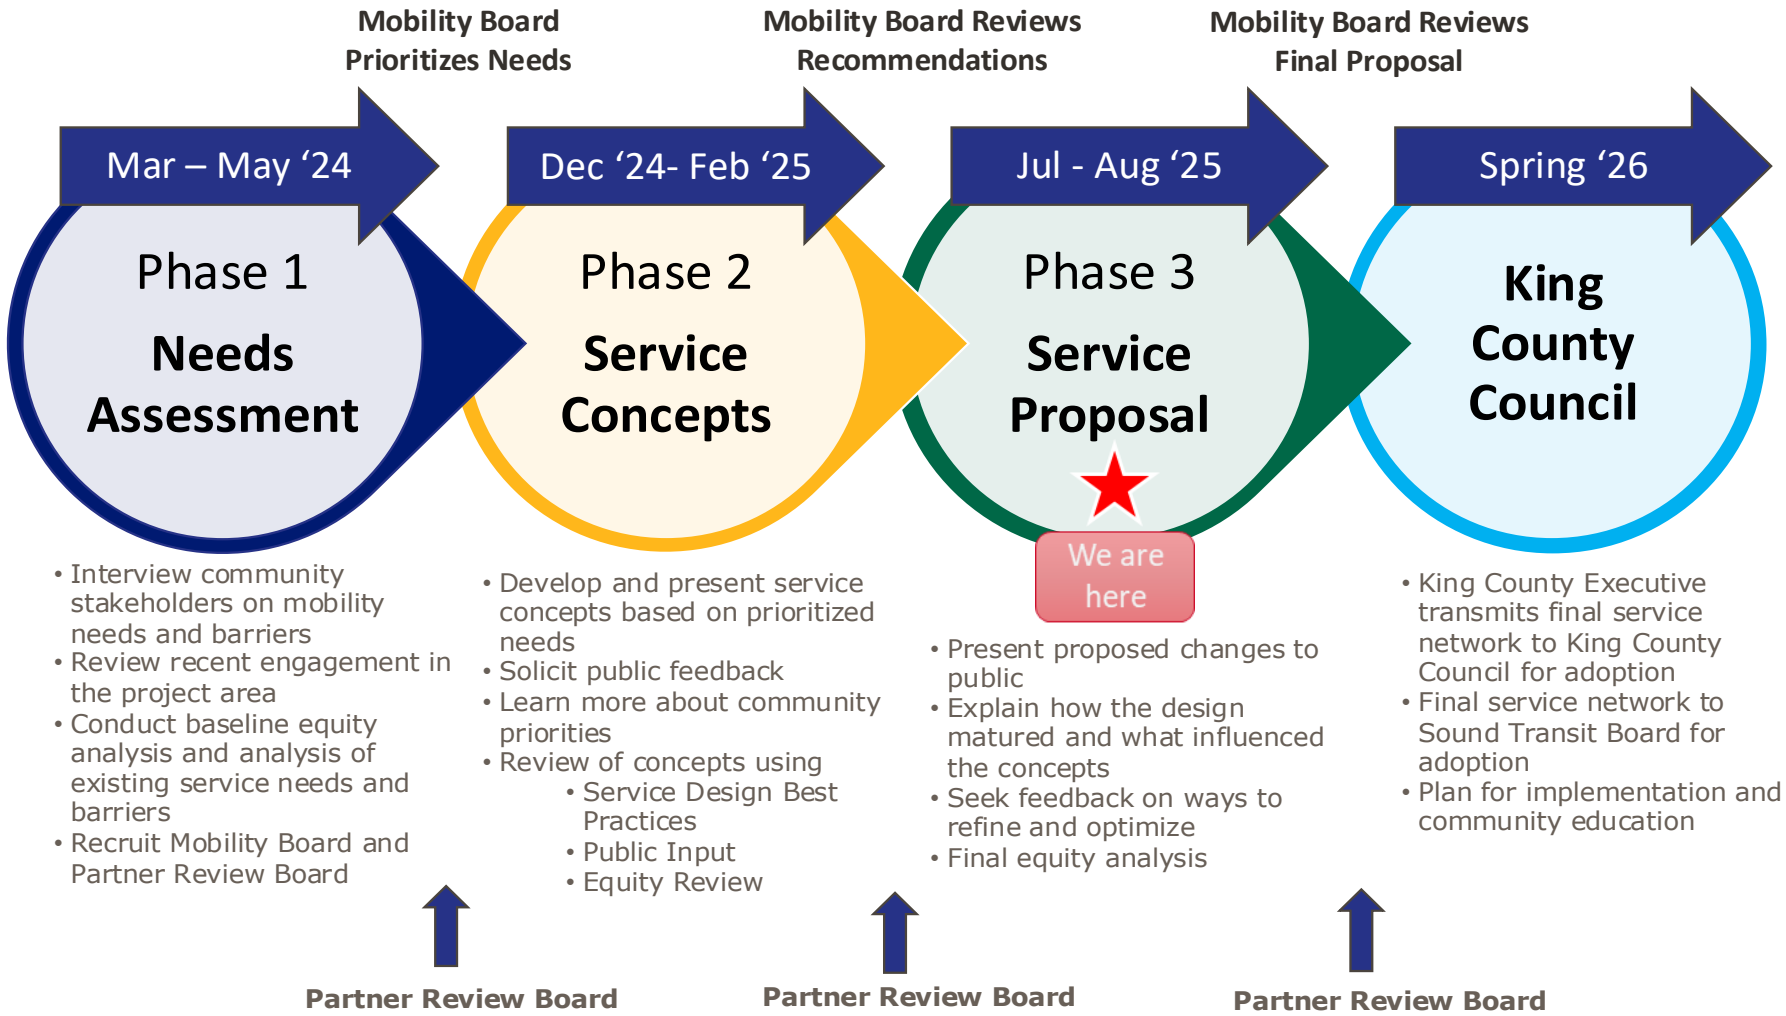 Mobility Board
Prioritizes Needs
Mobility Board Reviews
Recommendations
Mobility Board Reviews
Final Proposal
Mar – May ‘24
Dec ‘24- Feb ‘25
Jul - Aug ‘25
Spring ‘26
Phase 1
Needs
Assessment
Phase 2
Service
Concepts
Phase 3
Service
Proposal
King
County
Council
We are
here
• Interview community
stakeholders on mobility
needs and barriers
• Review recent engagement in
the project area
• Conduct baseline equity
analysis and analysis of
existing service needs and
barriers
• Recruit Mobility Board and
Partner Review Board
• Develop and present service
concepts based on prioritized
needs
• Solicit public feedback
• Learn more about community
priorities
• Review of concepts using
• Service Design Best
Practices
• Public Input
• Equity Review
• Present proposed changes to
public
• Explain how the design
matured and what influenced
the concepts
• Seek feedback on ways to
refine and optimize
• Final equity analysis
• King County Executive
transmits final service
network to King County
Council for adoption
• Final service network to
Sound Transit Board for
adoption
• Plan for implementation and
community education
Partner Review Board
Partner Review Board
Partner Review Board